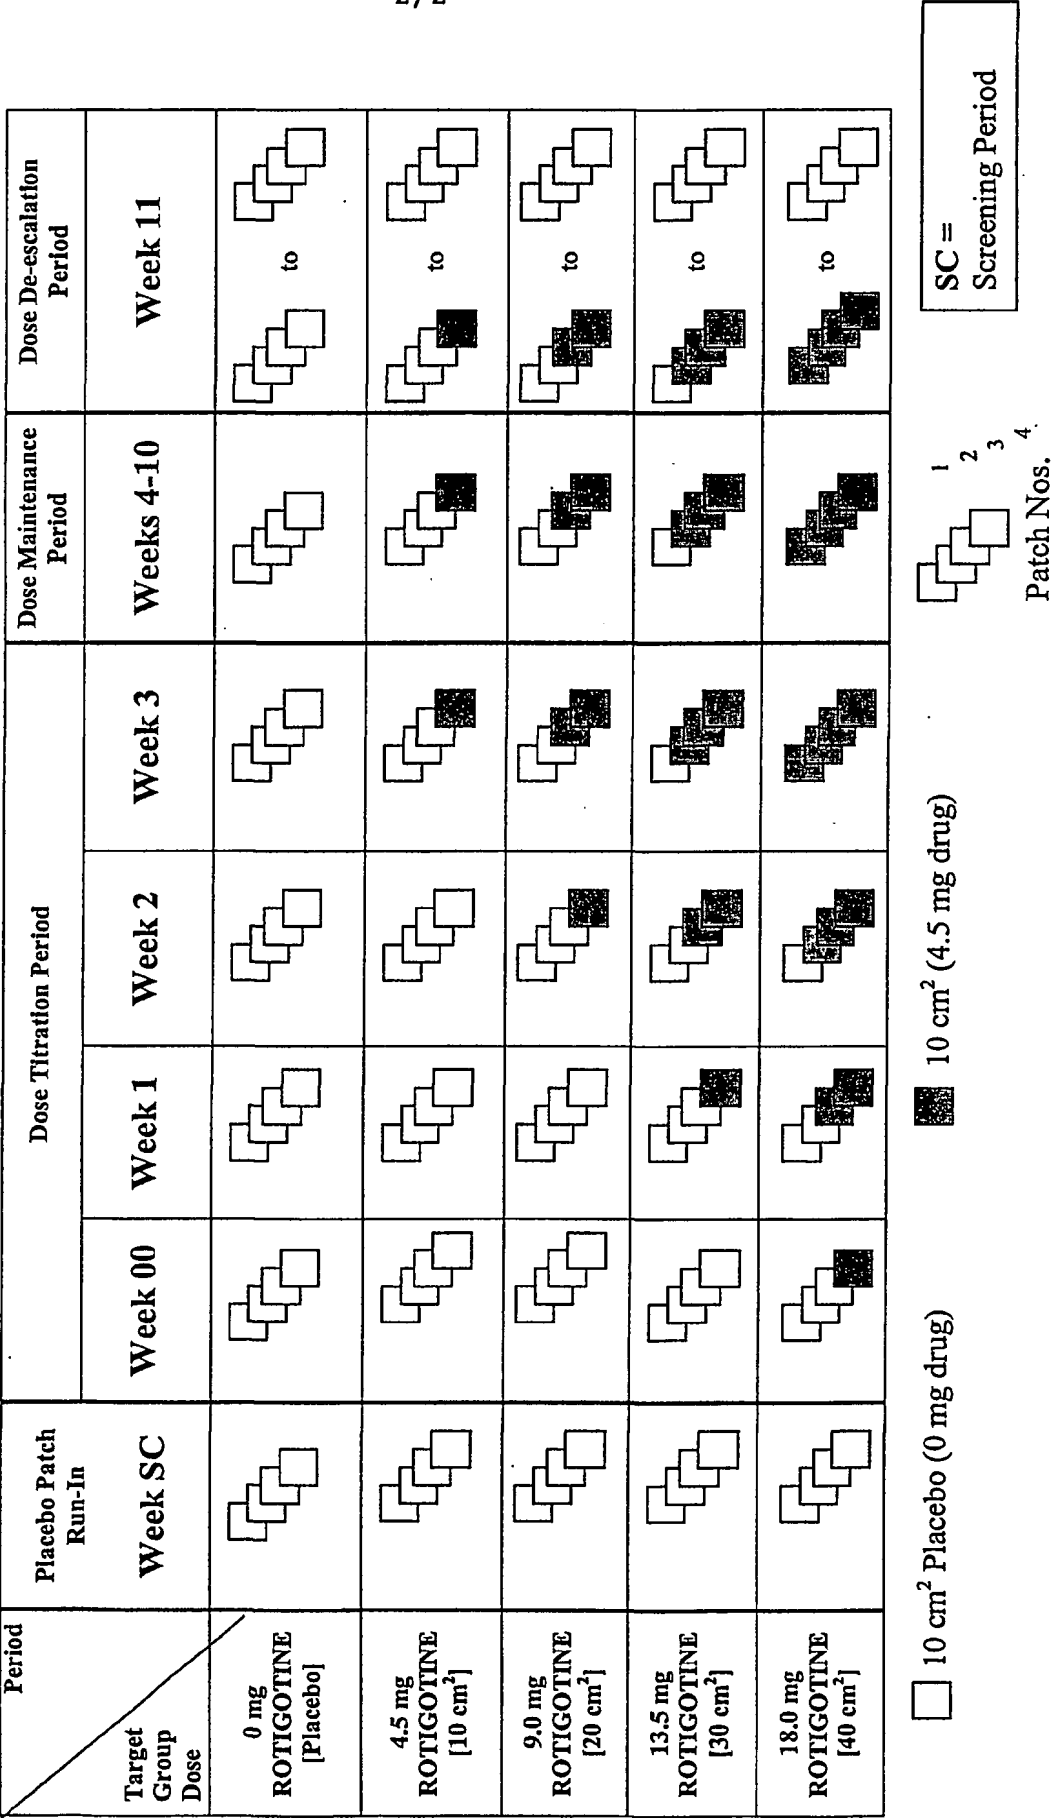 2/2
Period
Target
Group
Dose
Placebo Patch
Run-In
Dose Titration Period
Dose Maintenance
Period
Dose De-escalation
Period
Week SC
Week 00
Week 1
Week 2
Week 3
Weeks 4-10
Week 11
0 mg
ROTIGOTINE
[Placebo]
to
4.5 mg
ROTIGOTINE
[10 cm²]
to
9.0 mg
ROTIGOTINE
[20 cm²]
to
13.5 mg
ROTIGOTINE
[30 cm²]
to
18.0 mg
ROTIGOTINE
[40 cm²]
to
10 cm² Placebo (0 mg drug)
10 cm² (4.5 mg drug)
1
2
3
4
Patch Nos.
SC =
Screening Period